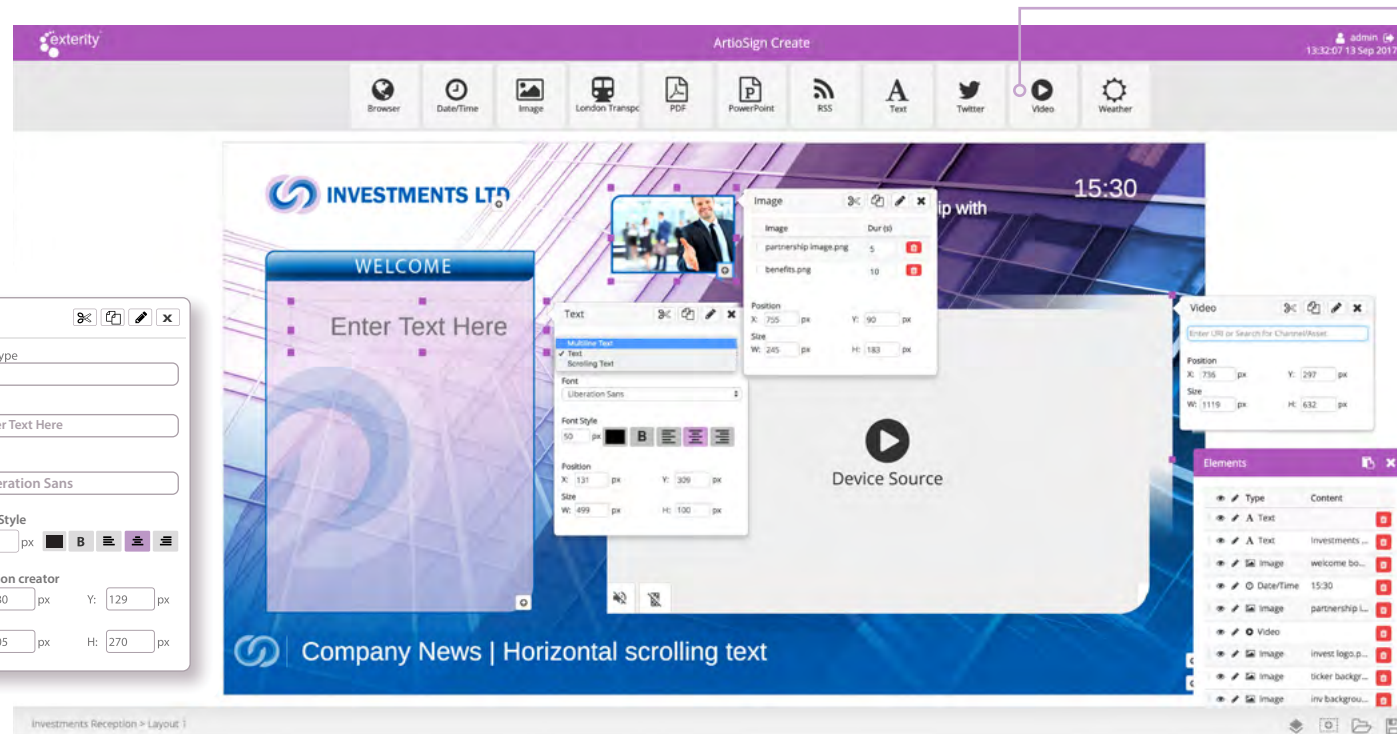 exterity
ArtioSign Create
admin
13:32:07 13 Sep 2017
Browser
Date/Time
Image
London Transpo
PDF
PowerPoint
RSS
Text
Twitter
Video
Weather
INVESTMENTS LTD
15:30
ip with
WELCOME
Enter Text Here
Image
Image Dur (s)
partnership image.png 5
benefits.png 10
Position
X: 755 px Y: 90 px
Size
W: 245 px H: 183 px
Text
Multiline Text
✓ Text
Scrolling Text
Font
Liberation Sans
Font Style
50 px B
Position
X: 131 px Y: 309 px
Size
W: 499 px H: 100 px
Video
Enter URI or Search for Channel/Asset
Position
X: 736 px Y: 297 px
Size
W: 1119 px H: 632 px
Device Source
Elements
Type Content
A Text
A Text Investments ...
Image welcome bo...
Date/Time 15:30
Image partnership i...
Video
Image invest logo.p...
Image ticker backgr...
Image inv backgrou...
x
ype
er Text Here
eration Sans
Style
px B
on creator
30 px Y: 129 px
95 px H: 270 px
Company News | Horizontal scrolling text
Investments Reception > Layout 1